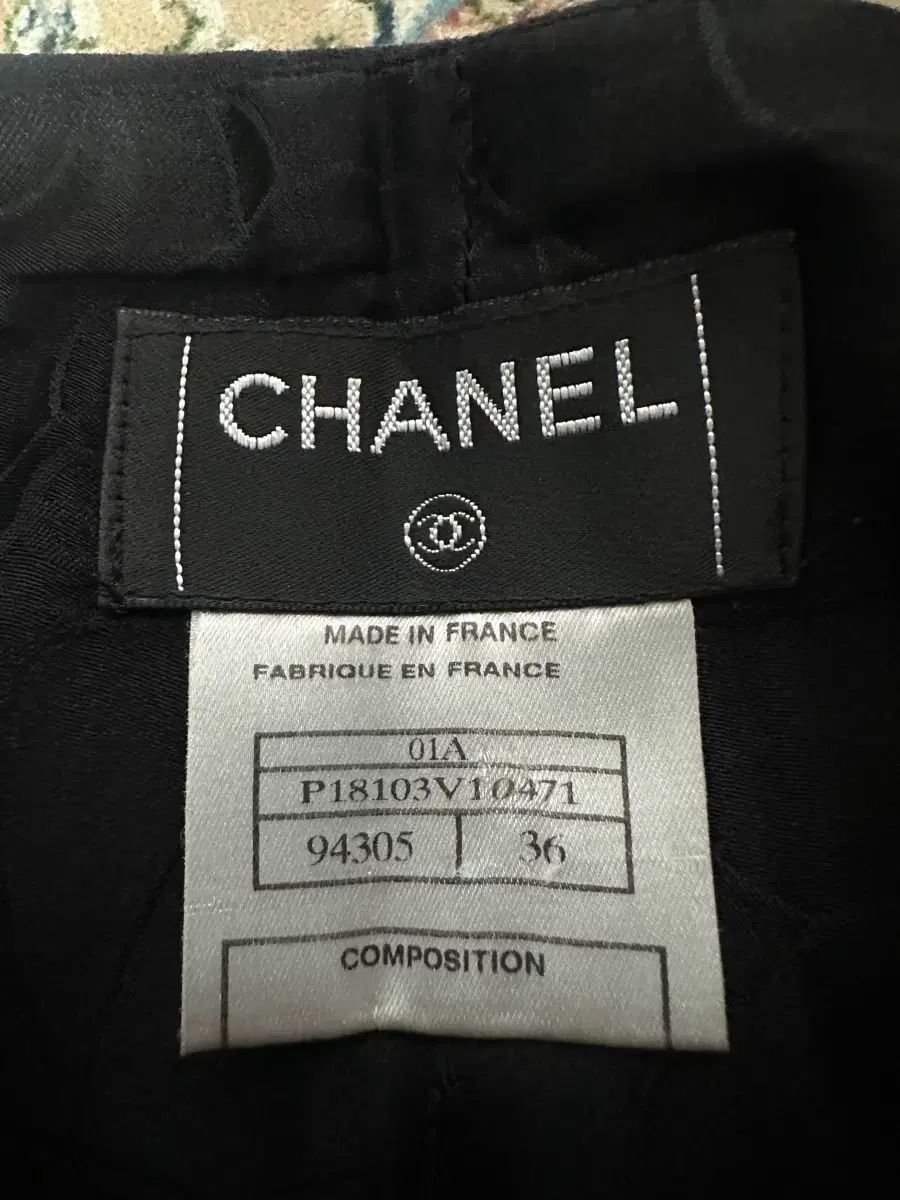 CHANEL
MADE IN FRANCE
FABRIQUE EN FRANCE
01A
P18103V10471
94305 36
COMPOSITION